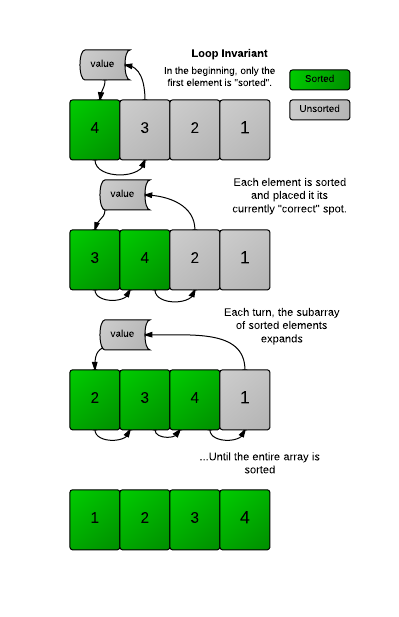 Loop Invariant
value
In the beginning, only the
first element is "sorted".
Sorted
Unsorted
4 3 2 1
value
Each element is sorted
and placed it its
currently "correct" spot.
3 4 2 1
Each turn, the subarray
of sorted elements
expands
value
2 3 4 1
...Until the entire array is
sorted
1 2 3 4